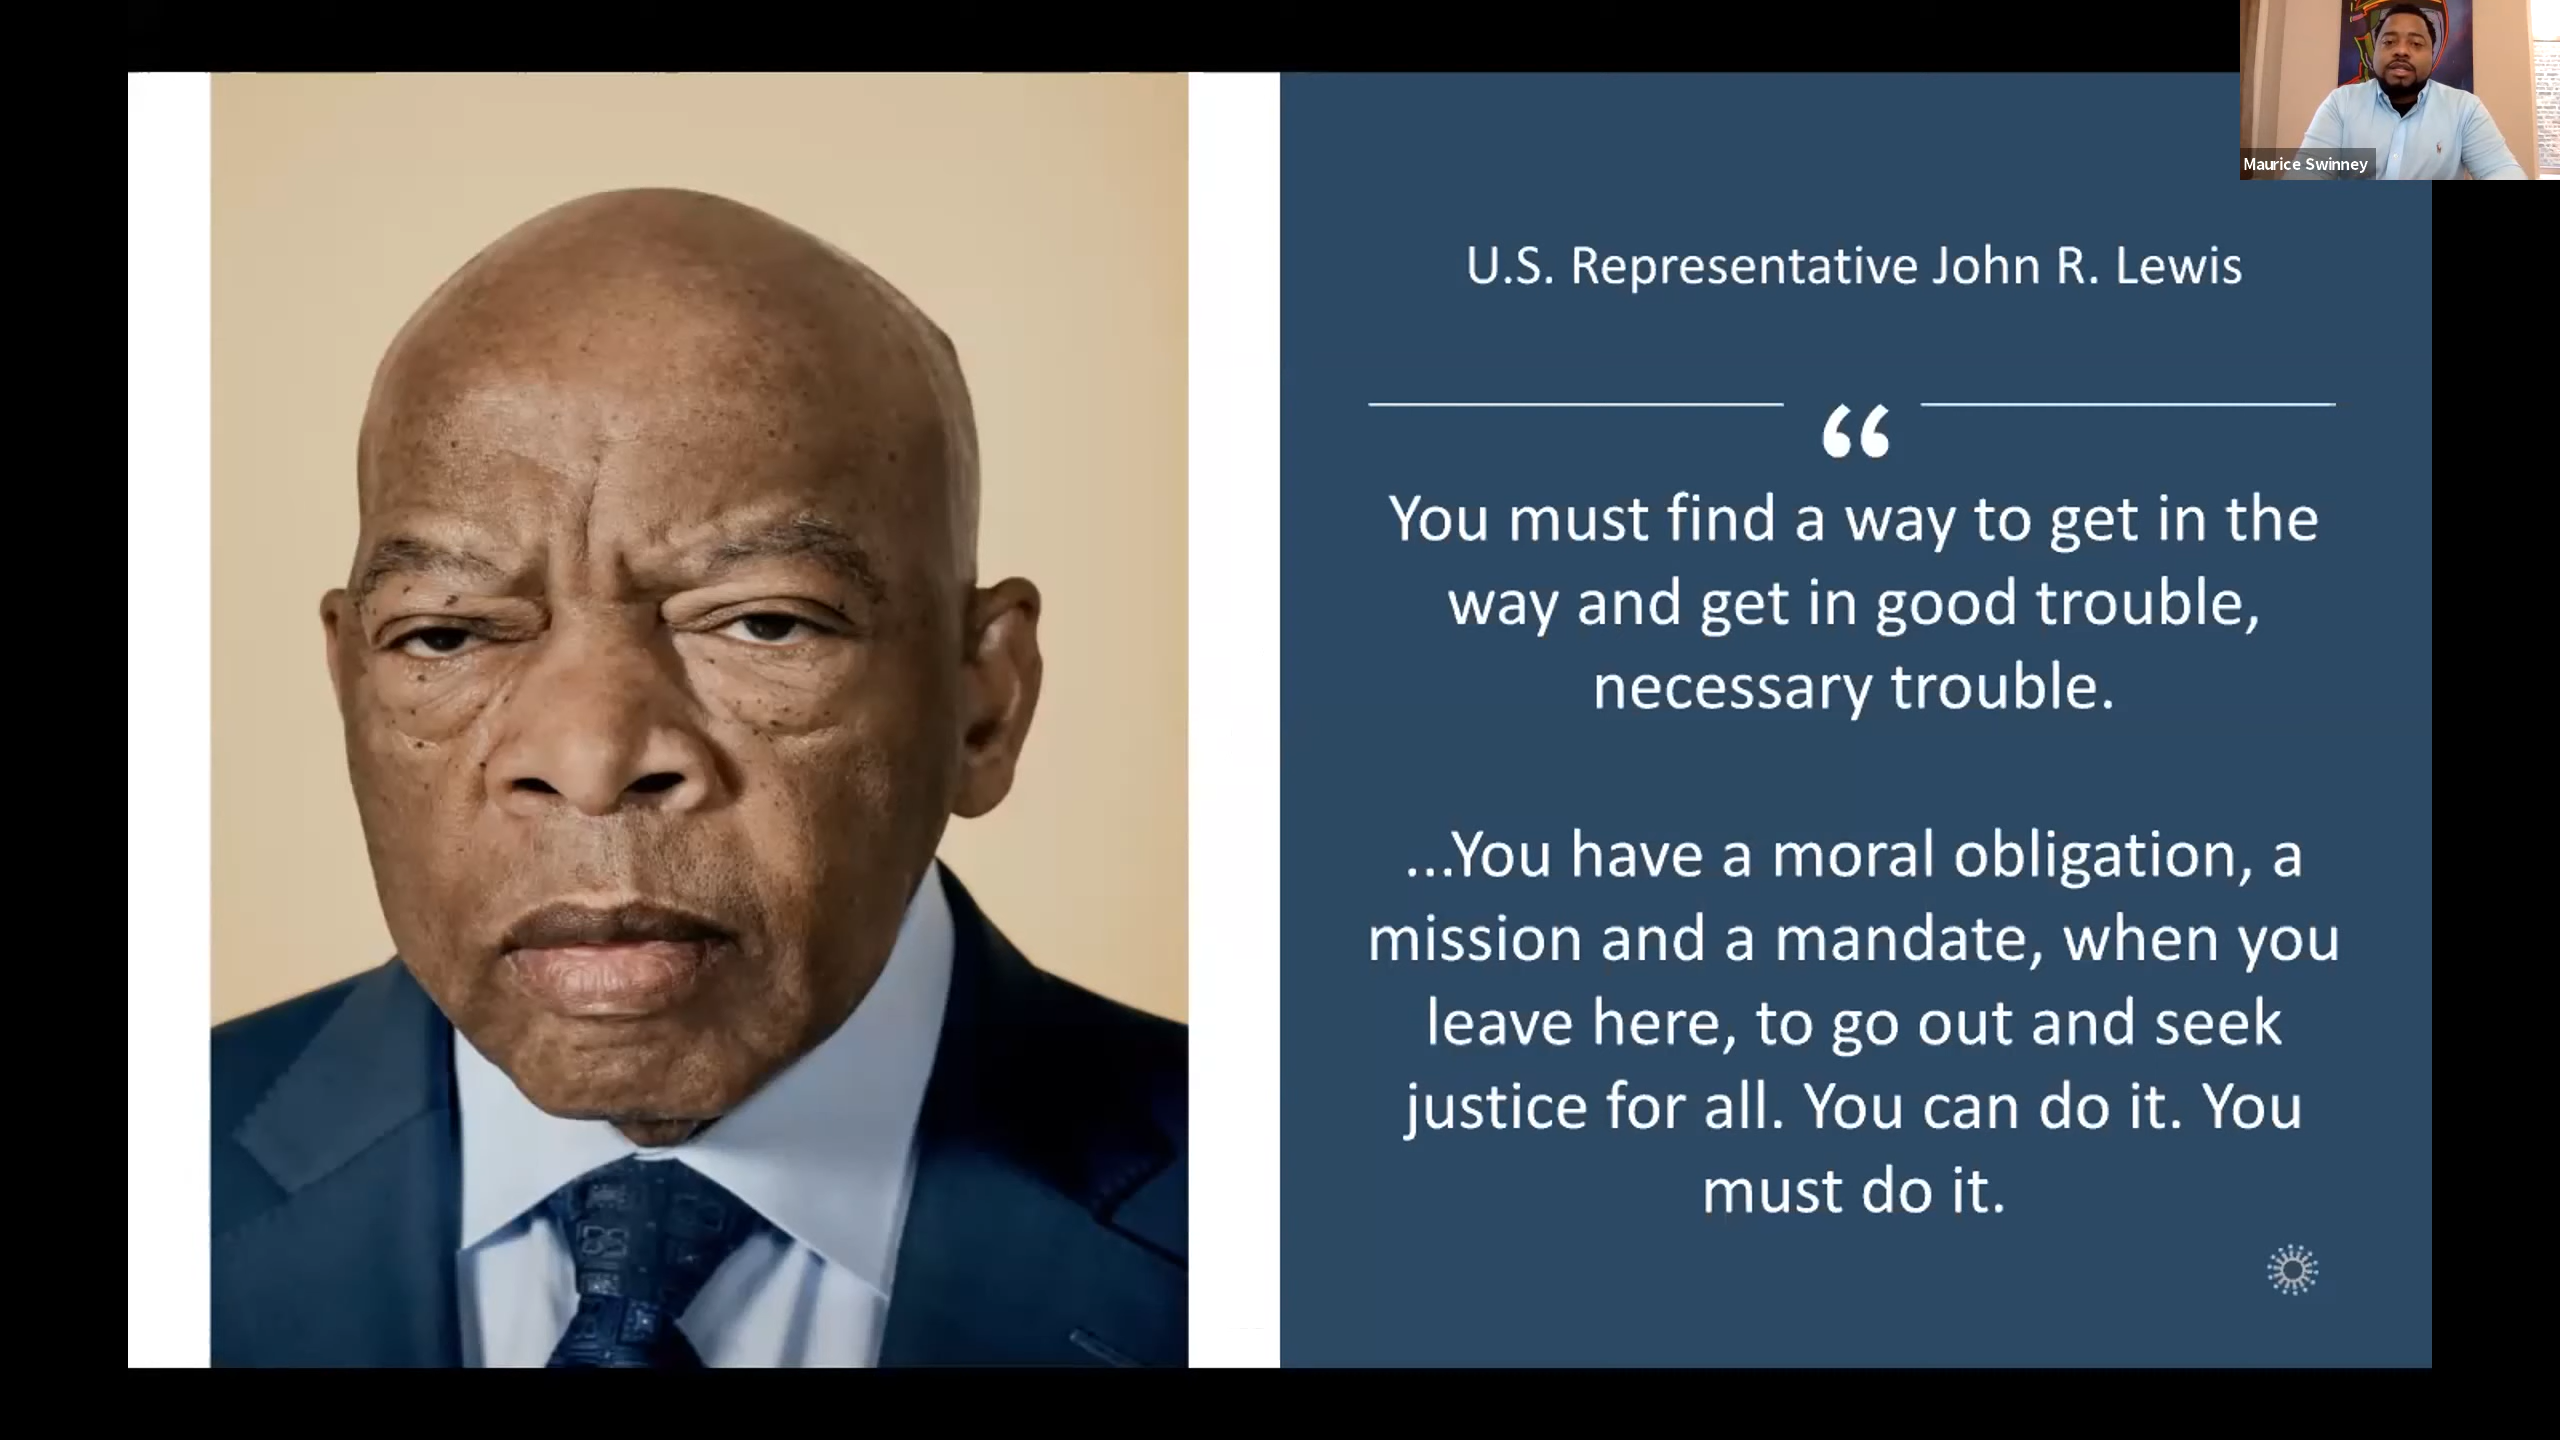 Maurice Swinney
U.S. Representative John R. Lewis
“
You must find a way to get in the
way and get in good trouble,
necessary trouble.
...You have a moral obligation, a
mission and a mandate, when you
leave here, to go out and seek
justice for all. You can do it. You
must do it.